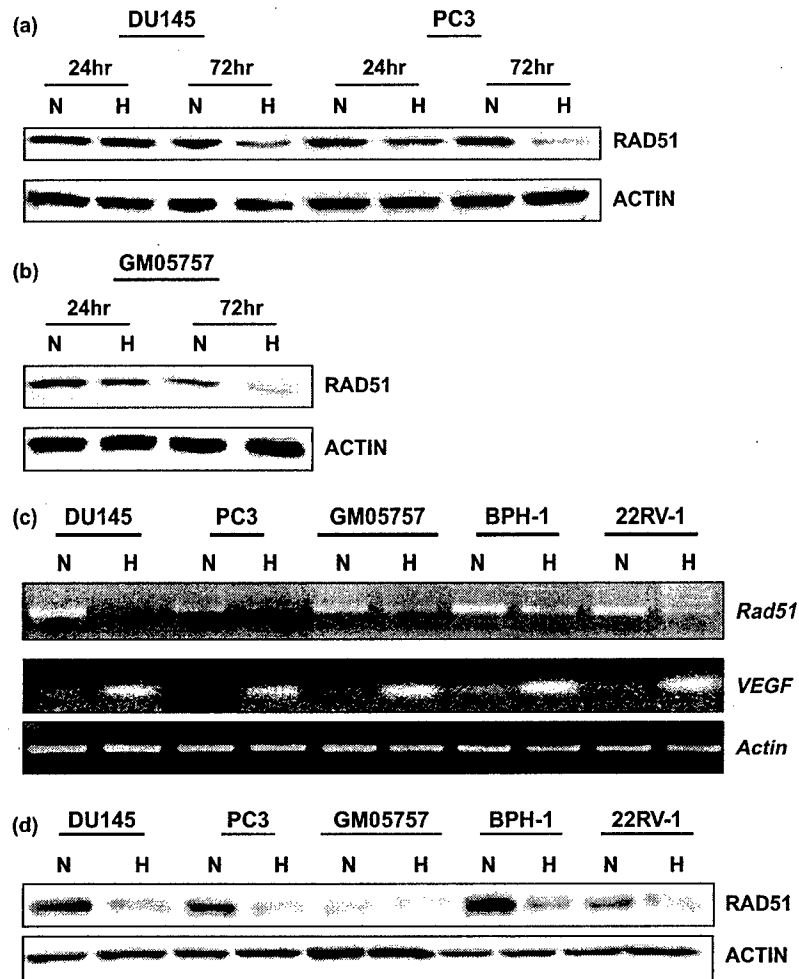 (a) DU145 PC3
24hr 72hr 24hr 72hr
N H N H N H N H
RAD51
ACTIN
(b) GM05757
24hr 72hr
N H N H
RAD51
ACTIN
(c) DU145 PC3 GM05757 BPH-1 22RV-1
N H N H N H N H N H
Rad51
VEGF
Actin
(d) DU145 PC3 GM05757 BPH-1 22RV-1
N H N H N H N H N H
RAD51
ACTIN